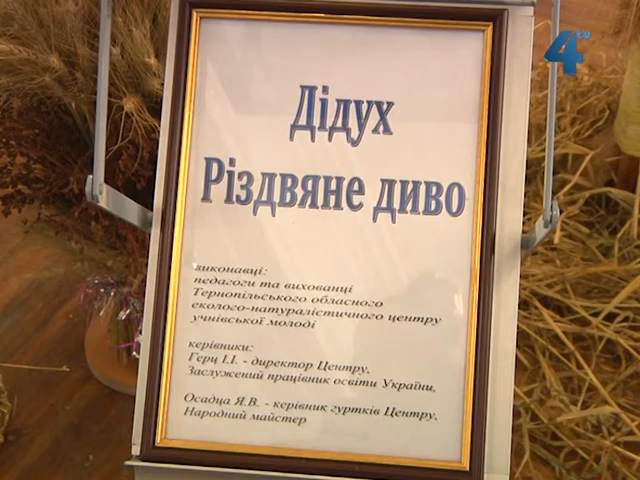 4 tv
Дідух
Різдвяне диво
виконавці:
педагоги та вихованці
Тернопільського обласного
еколого-натуралістичного центру
учнівської молоді
керівники:
Герц І.І. - директор Центру,
Заслужений працівник освіти України,
Осадца Я.В. - керівник гуртків Центру,
Народний майстер